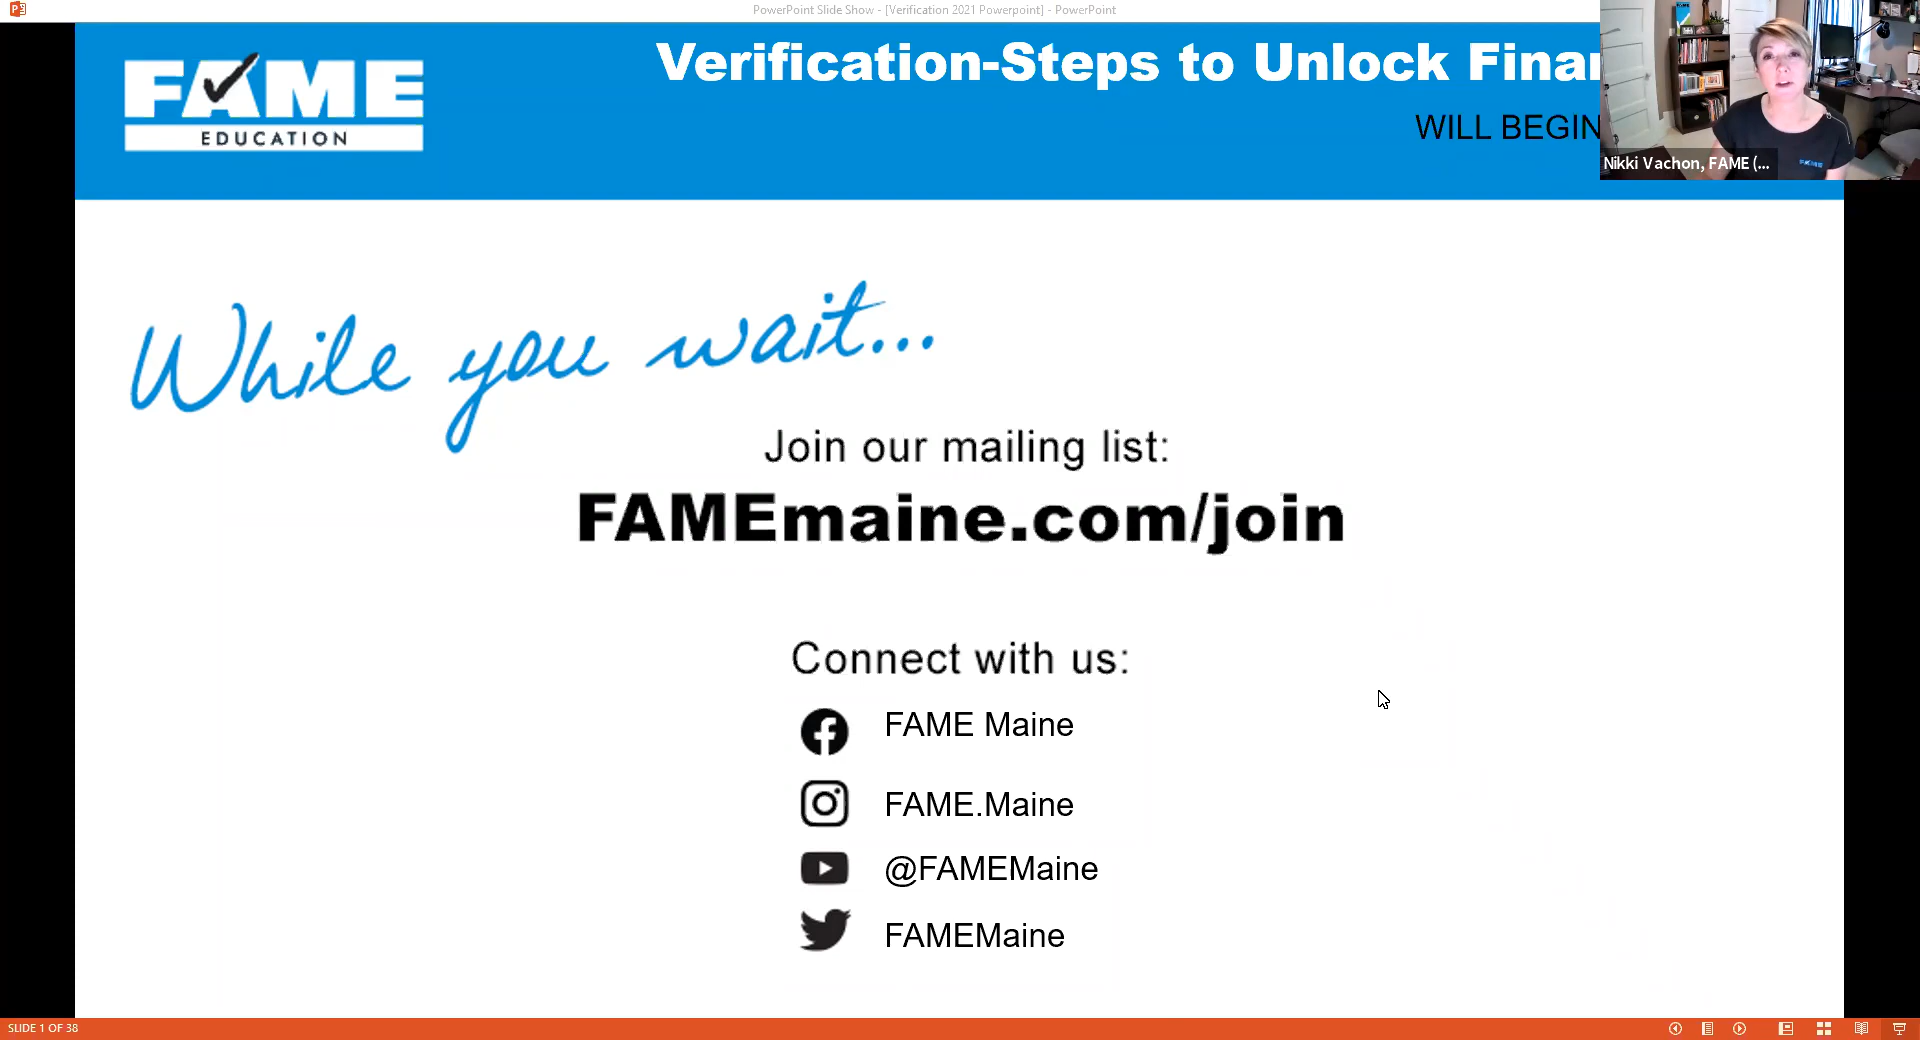 PowerPoint Slide Show - [Verification 2021 Powerpoint] - PowerPoint
FAME
EDUCATION
Verification-Steps to Unlock Finan
WILL BEGIN
Nikki Vachon, FAME (...
While you wait...
Join our mailing list:
FAMEmaine.com/join
Connect with us:
FAME Maine
FAME.Maine
@FAMEMaine
FAMEMaine
SLIDE 1 OF 38